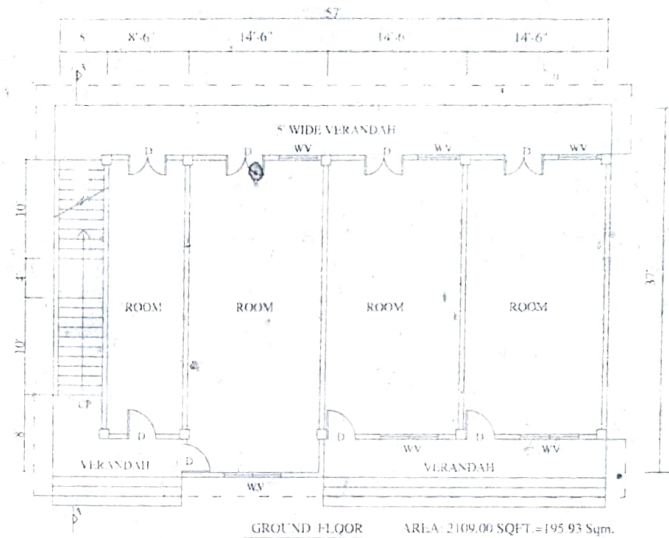 57'
5 8'-6" 14'-6" 14'-6 14'-6"
5' WIDE VERANDAH
D D WV D WV D WV
10'
4'
10'
8
37'
ROOM ROOM ROOM ROOM
UP
D D D D
WV WV
VERANDAH VERANDAH
WV
GROUND FLOOR AREA: 2109.00 SQFT.=195.93 Sqm.